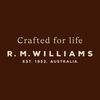 Crafted for life
R.M.WILLIAMS
EST. 1932, AUSTRALIA